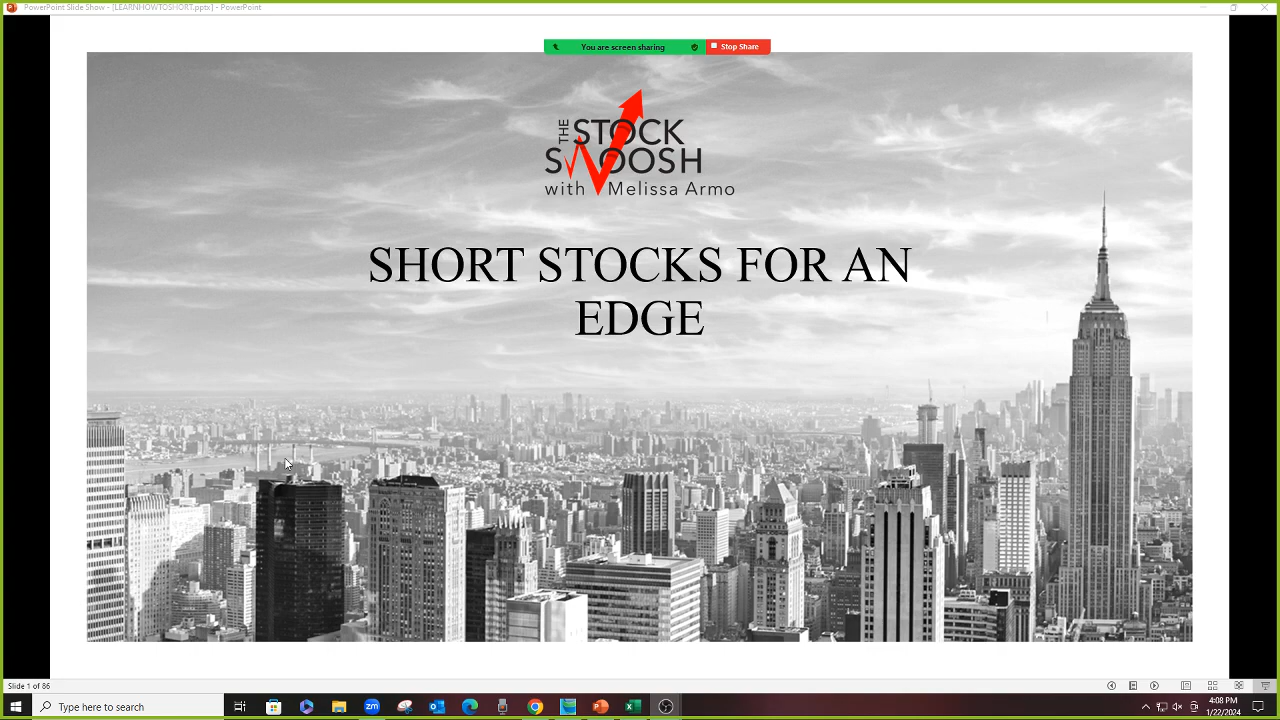 PowerPoint Slide Show - [LEARNHOWTOSHORT.pptx] - PowerPoint
You are screen sharing
Stop Share
THE STOCK
SWOOSH
with Melissa Armo
SHORT STOCKS FOR AN
EDGE
Slide 1 of 86
Type here to search
zm
4:08 PM
1/22/2024